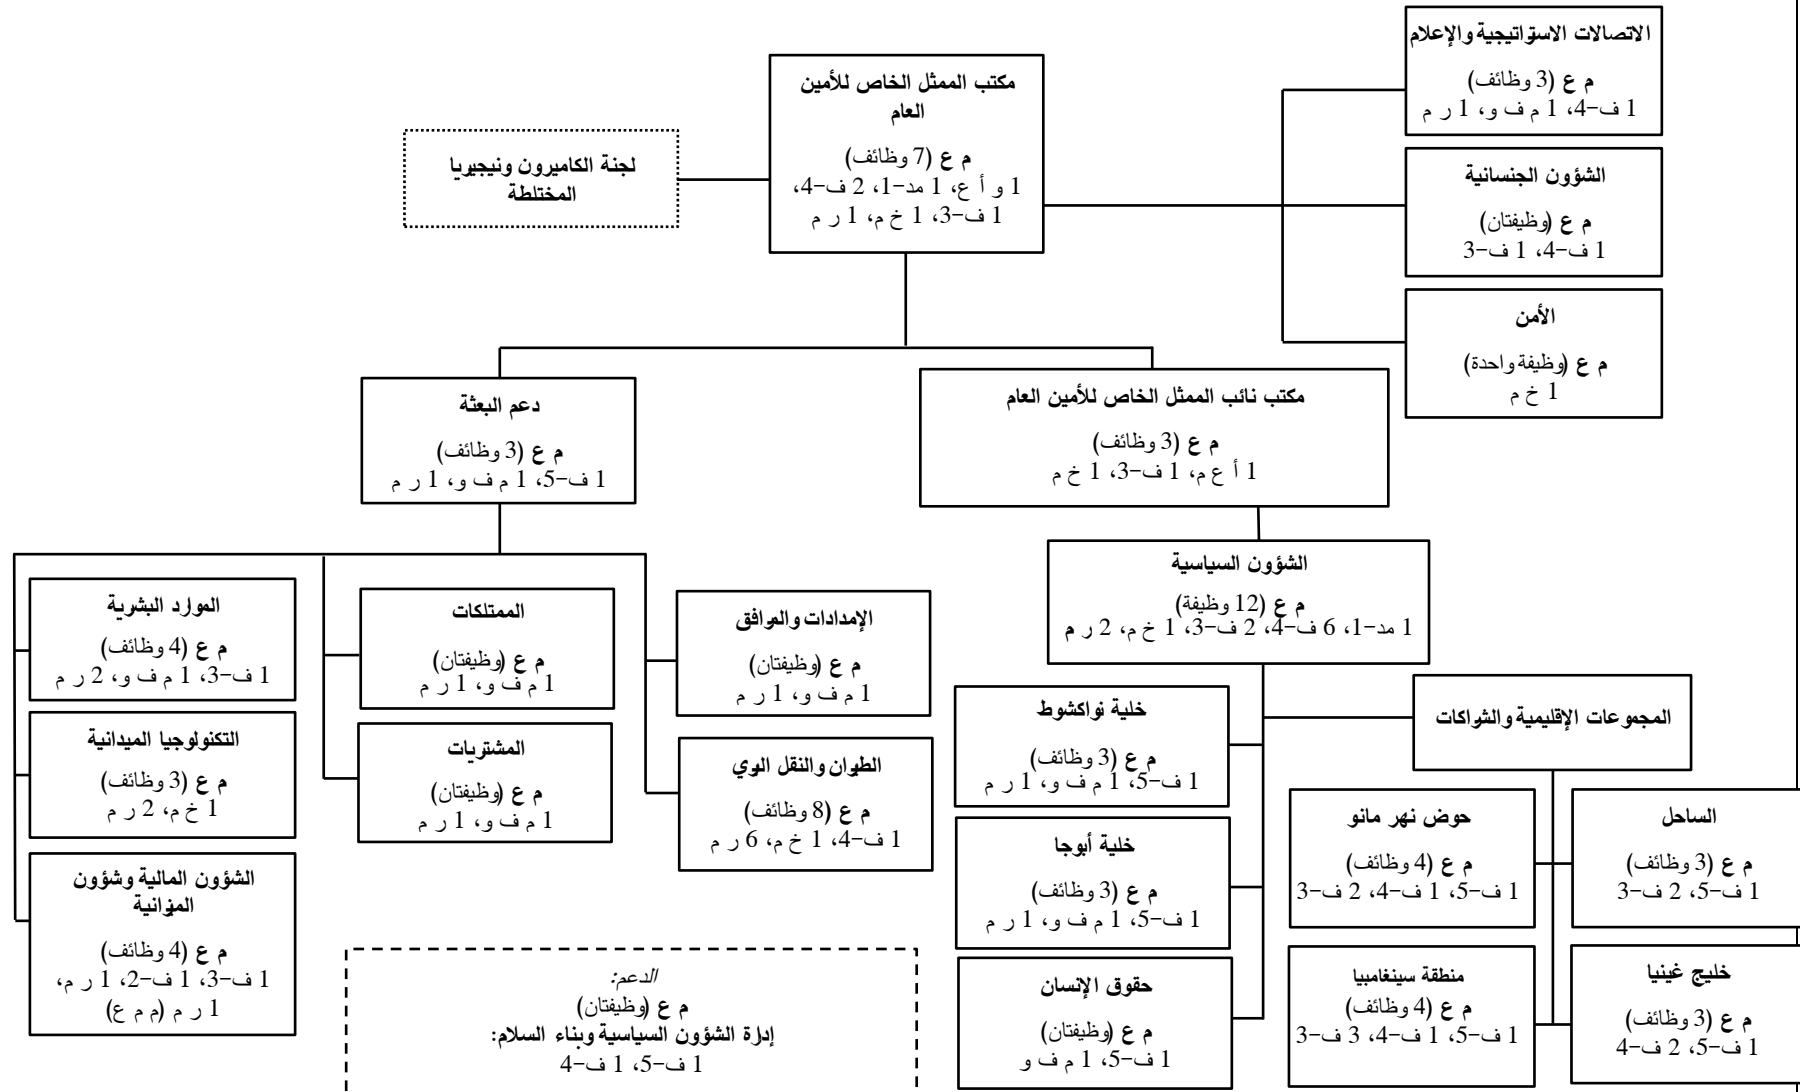 مكتب الممثل الخاص للأمين
العام
م ع (7 وظائف)
1 و أ ع، 1 مد-1، 2 ف-4،
1 ف-3، 1 خ م، 1 ر م
لجنة الكاميرون ونيجيريا
المختلطة
الاتصالات الاستراتيجية والإعلام
م ع (3 وظائف)
1 ف-4، 1 م ف و، 1 ر م
الشؤون الجنسانية
م ع (وظيفتان)
1 ف-4، 1 ف-3
الأمن
م ع (وظيفة واحدة)
1 خ م
مكتب نائب الممثل الخاص للأمين العام
م ع (3 وظائف)
1 أ ع م، 1 ف-3، 1 خ م
دعم البعثة
م ع (3 وظائف)
1 ف-5، 1 م ف و، 1 ر م
الشؤون السياسية
م ع (12 وظيفة)
1 مد-1، 6 ف-4، 2 ف-3، 1 خ م، 2 ر م
المجموعات الإقليمية والشراكات
الساحل
م ع (3 وظائف)
1 ف-5، 2 ف-3
حوض نهر مانو
م ع (4 وظائف)
1 ف-5، 1 ف-4، 2 ف-3
خليج غينيا
م ع (3 وظائف)
1 ف-5، 2 ف-4
منطقة سينغامبيا
م ع (4 وظائف)
1 ف-5، 1 ف-4، 3 ف-3
خلية نواكشوط
م ع (3 وظائف)
1 ف-5، 1 م ف و، 1 ر م
خلية أبوجا
م ع (3 وظائف)
1 ف-5، 1 م ف و، 1 ر م
حقوق الإنسان
م ع (وظيفتان)
1 ف-5، 1 م ف و
الإمدادات والمرافق
م ع (وظيفتان)
1 م ف و، 1 ر م
الطيران والنقل الجوي
م ع (8 وظائف)
1 ف-4، 1 خ م، 6 ر م
الممتلكات
م ع (وظيفتان)
1 م ف و، 1 ر م
المشتريات
م ع (وظيفتان)
1 م ف و، 1 ر م
الموارد البشرية
م ع (4 وظائف)
1 ف-3، 1 م ف و، 2 ر م
التكنولوجيا الميدانية
م ع (3 وظائف)
1 خ م، 2 ر م
الشؤون المالية وشؤون
الميزانية
م ع (4 وظائف)
1 ف-3، 1 ف-2، 1 ر م،
1 ر م (م م ع)
الدعم:
م ع (وظيفتان)
إدارة الشؤون السياسية وبناء السلام:
1 ف-5، 1 ف-4